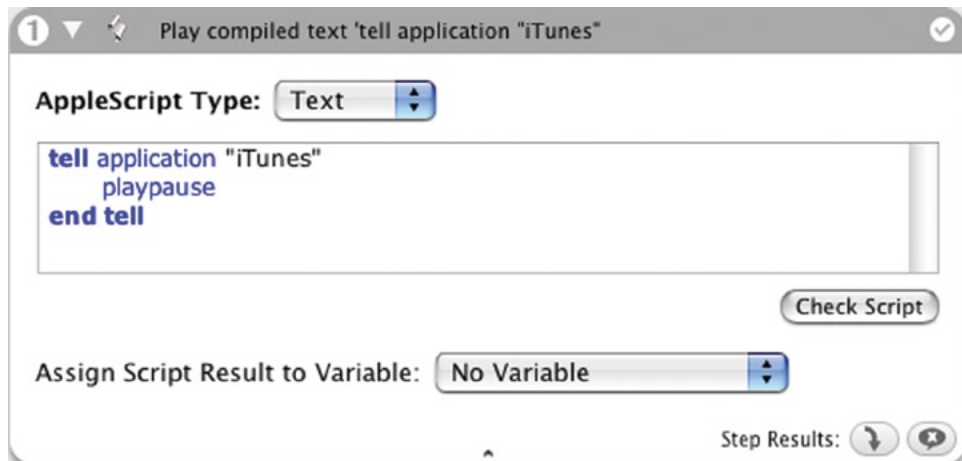 1 Play compiled text 'tell application "iTunes"
AppleScript Type: Text
tell application "iTunes"
playpause
end tell
Check Script
Assign Script Result to Variable: No Variable
Step Results: